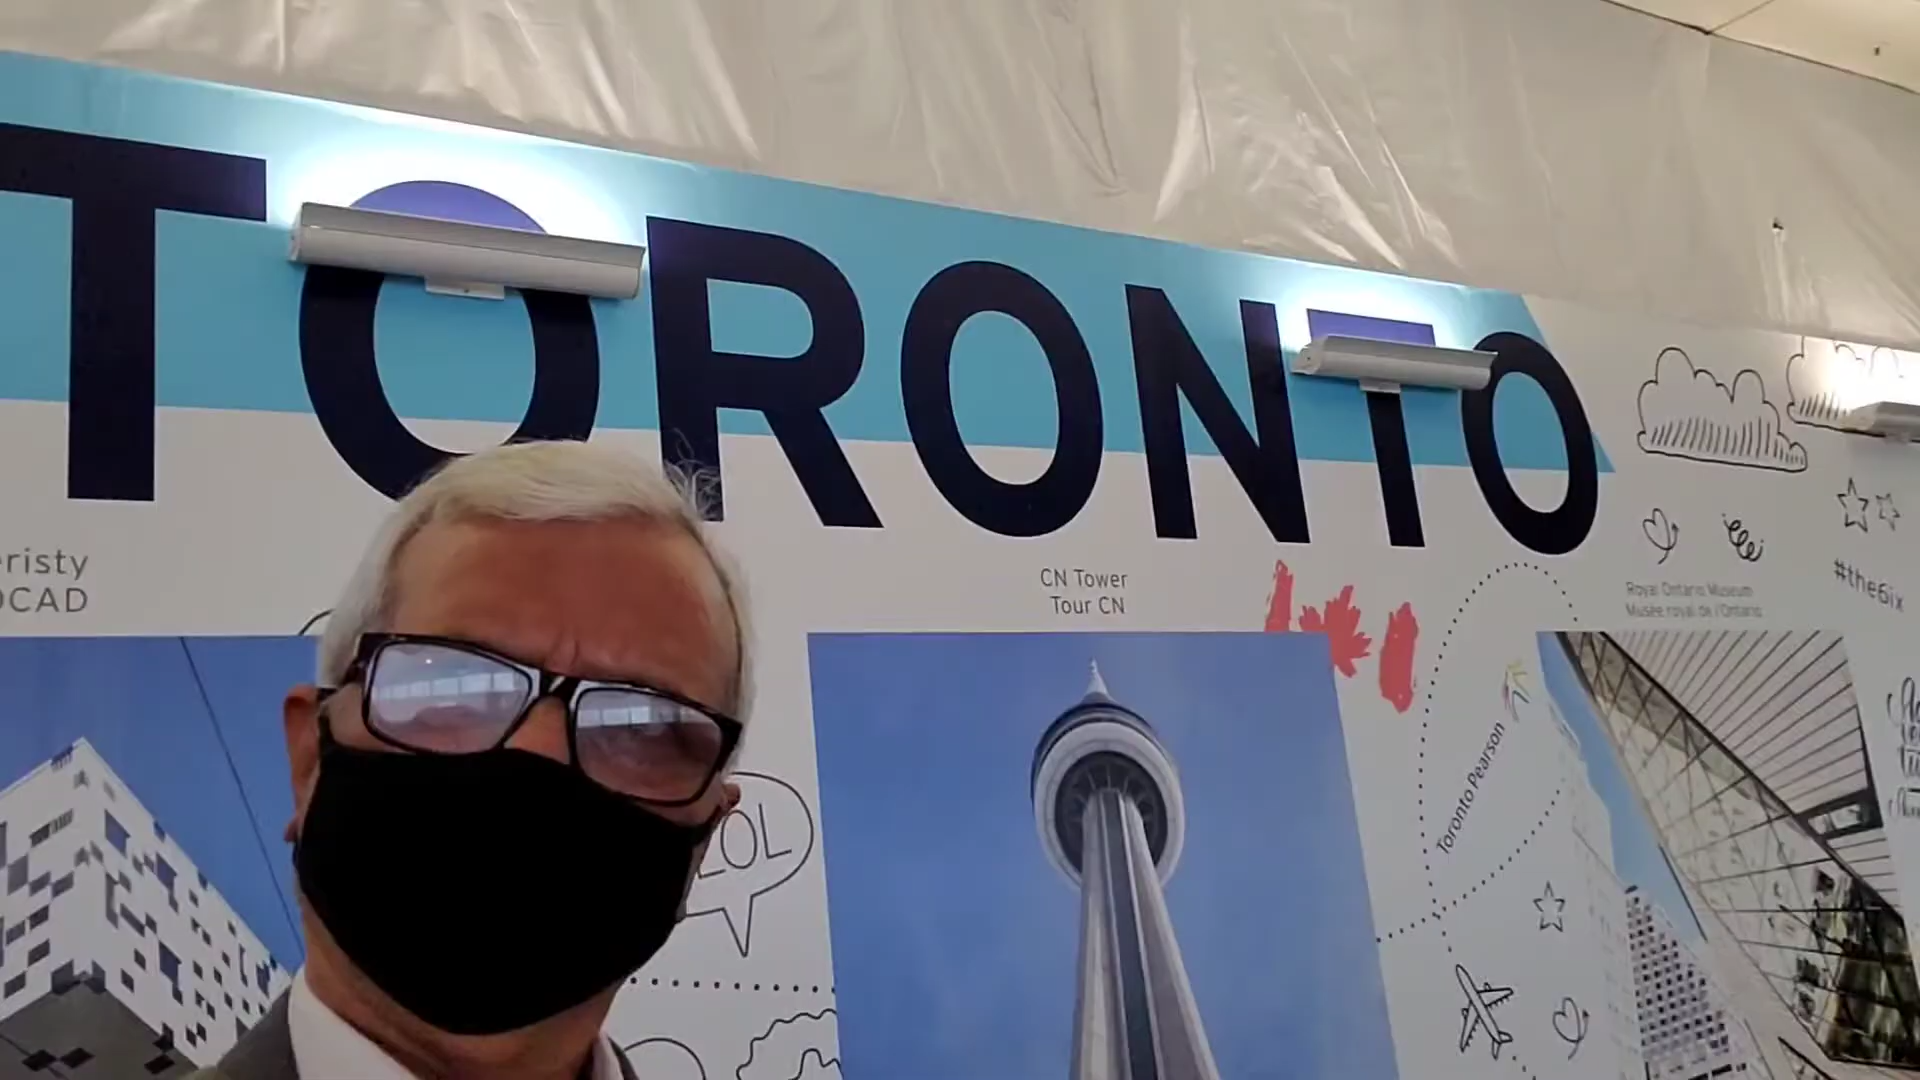 TORONTO
eristy
OCAD
CN Tower
Tour CN
Royal Ontario Museum
Musée royal de l'Ontario
#the6ix
Toronto Pearson
LOL